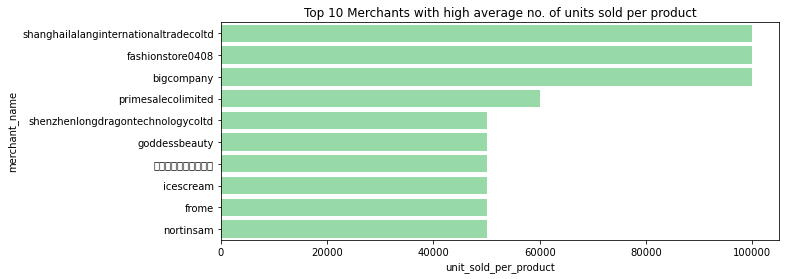 Top 10 Merchants with high average no. of units sold per product
merchant_name
shanghailalanginternationaltradecoltd
fashionstore0408
bigcompany
primesalecolimited
shenzhenlongdragontechnologycoltd
goddessbeauty
icescream
frome
nortinsam
0 20000 40000 60000 80000 100000
unit_sold_per_product